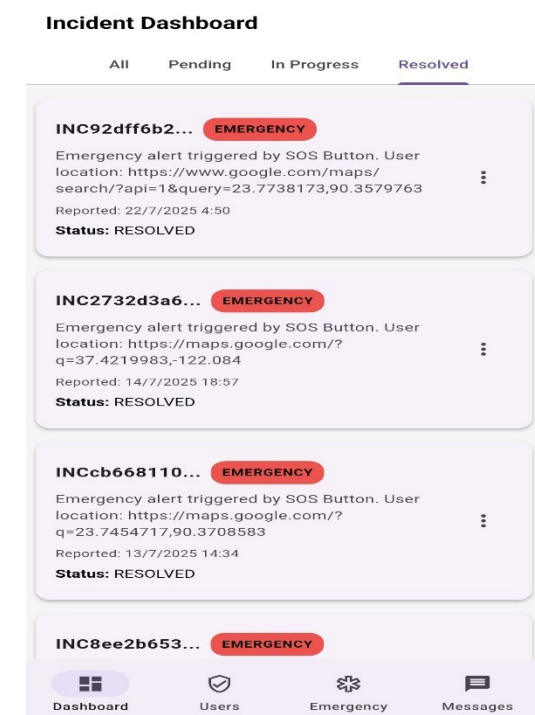 Incident Dashboard
All Pending In Progress Resolved
INC92dff6b2... EMERGENCY
Emergency alert triggered by SOS Button. User
location: https://www.google.com/maps/
search/?api=1&query=23.7738173,90.3579763
Reported: 22/7/2025 4:50
Status: RESOLVED
INC2732d3a6... EMERGENCY
Emergency alert triggered by SOS Button. User
location: https://maps.google.com/?
q=37.4219983,-122.084
Reported: 14/7/2025 18:57
Status: RESOLVED
INCcb668110... EMERGENCY
Emergency alert triggered by SOS Button. User
location: https://maps.google.com/?
q=23.7454717,90.3708583
Reported: 13/7/2025 14:34
Status: RESOLVED
INC8ee2b653... EMERGENCY
Dashboard Users Emergency Messages